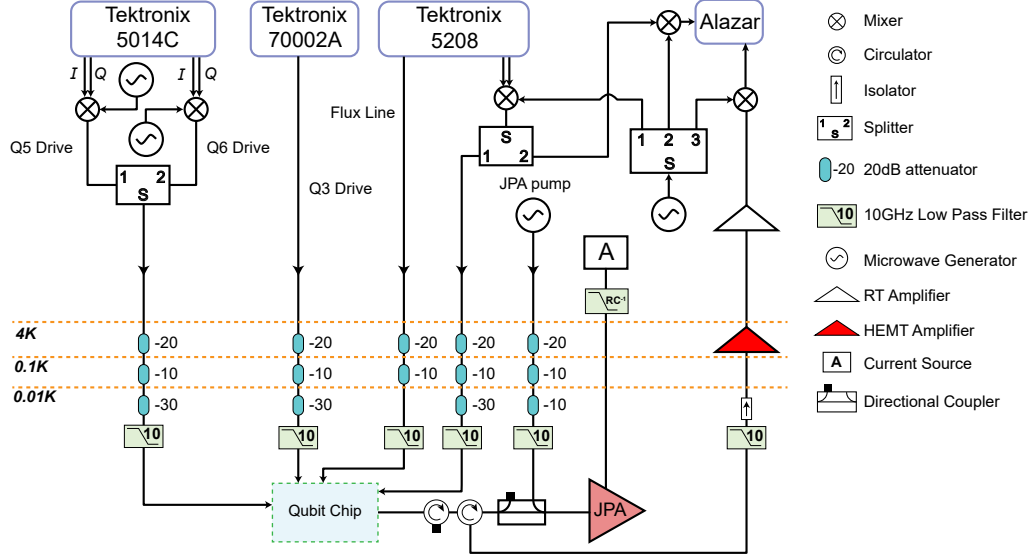 Tektronix
5014C
Tektronix
70002A
Tektronix
5208
Alazar
I Q
I Q
Q5 Drive
Q6 Drive
1 2
S
Q3 Drive
Flux Line
S
1 2
JPA pump
1 2 3
S
A
RC-1
4K
0.1K
0.01K
-20
-20
-20
-20
-20
-10
-10
-10
-10
-10
-30
-30
-30
-10
10
10
10
10
10
10
Qubit Chip
JPA
Mixer
Circulator
Isolator
1 2
S
Splitter
-20 20dB attenuator
10 10GHz Low Pass Filter
Microwave Generator
RT Amplifier
HEMT Amplifier
A Current Source
Directional Coupler